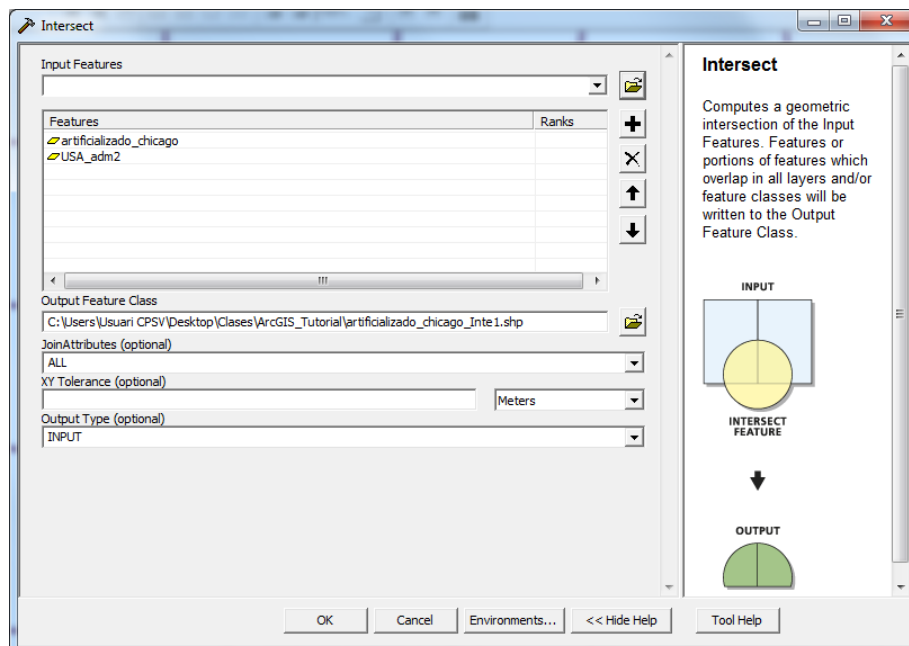 Intersect
Input Features
Features Ranks
artificializado_chicago
USA_adm2
Output Feature Class
C:\Users\Usuari CPSV\Desktop\Clases\ArcGIS_Tutorial\artificializado_chicago_Inte1.shp
JoinAttributes (optional)
ALL
XY Tolerance (optional)
Meters
Output Type (optional)
INPUT
OK
Cancel
Environments...
<< Hide Help
Tool Help
Intersect
Computes a geometric
intersection of the Input
Features. Features or
portions of features which
overlap in all layers and/or
feature classes will be
written to the Output
Feature Class.
INPUT
INTERSECT
FEATURE
OUTPUT